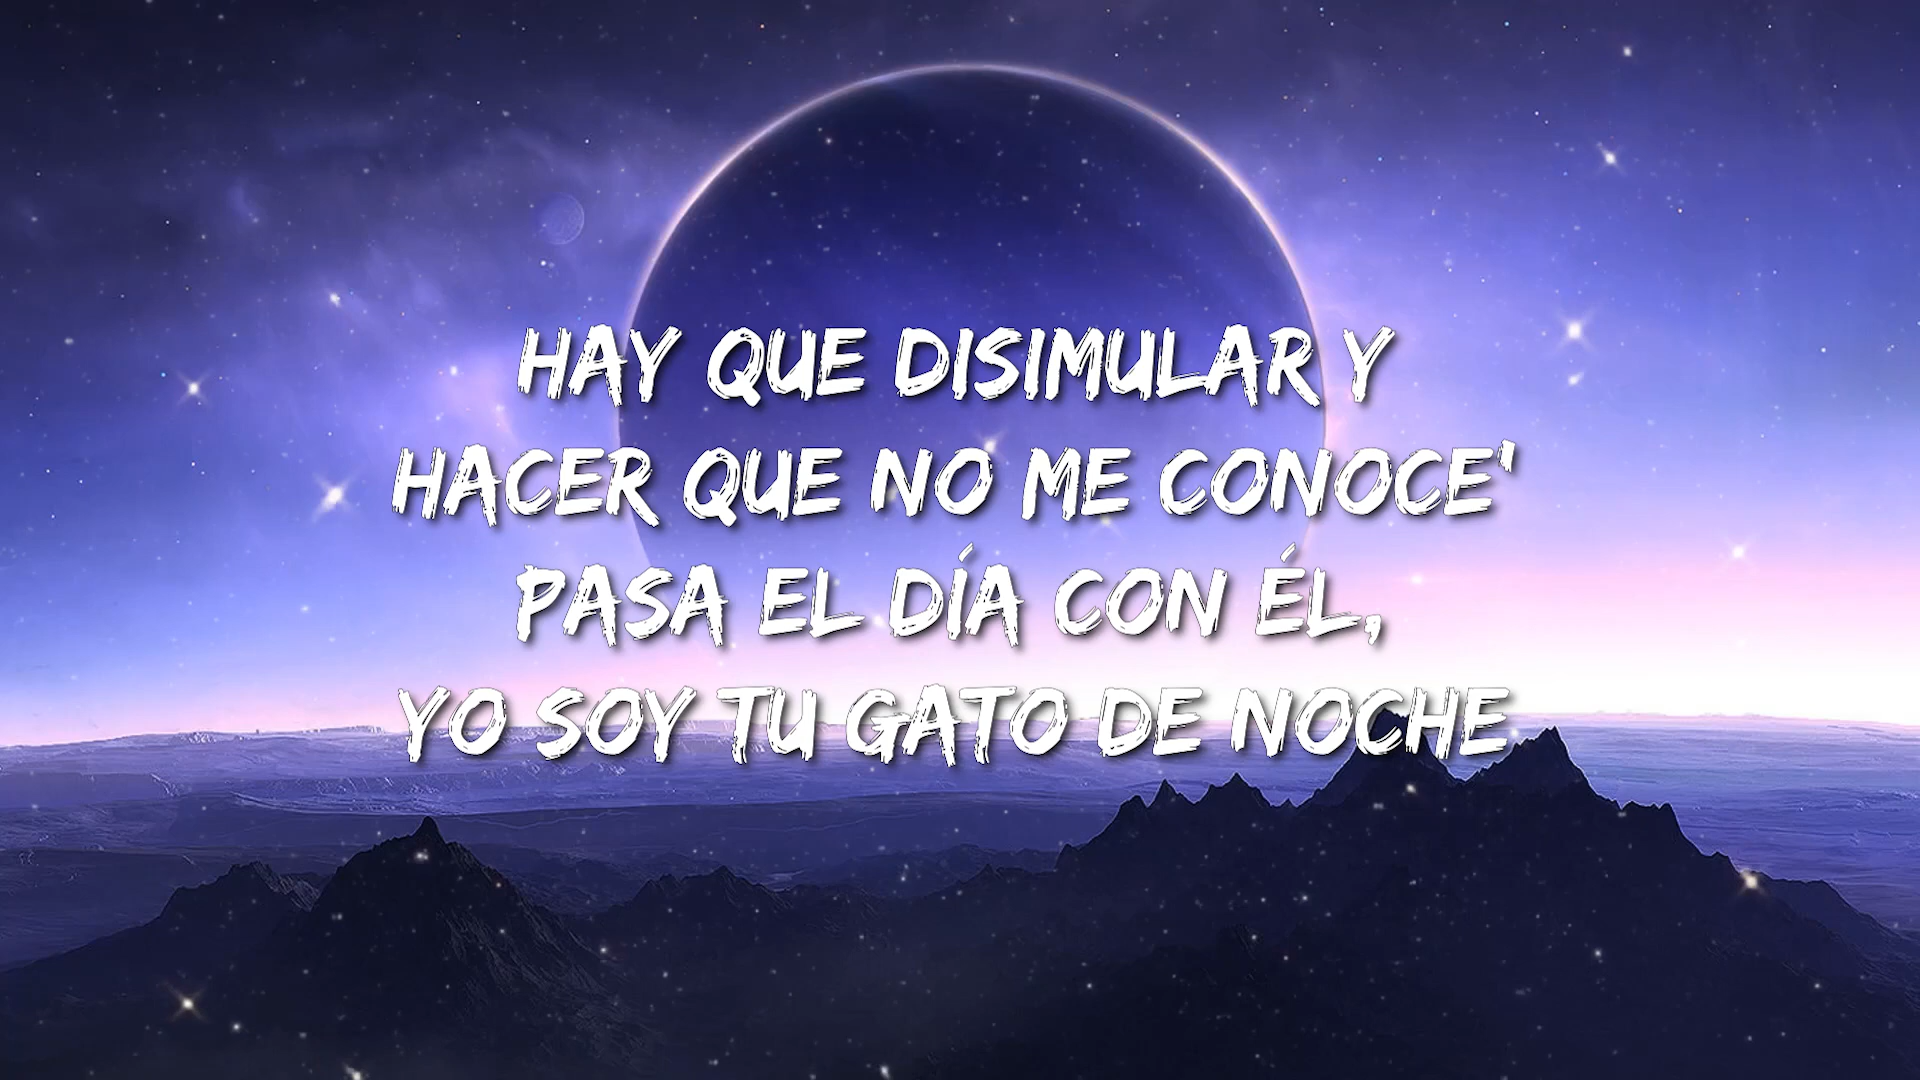 HAY QUE DISIMULAR Y
HACER QUE NO ME CONOCE'
PASA EL DÍA CON ÉL,
YO SOY TU GATO DE NOCHE